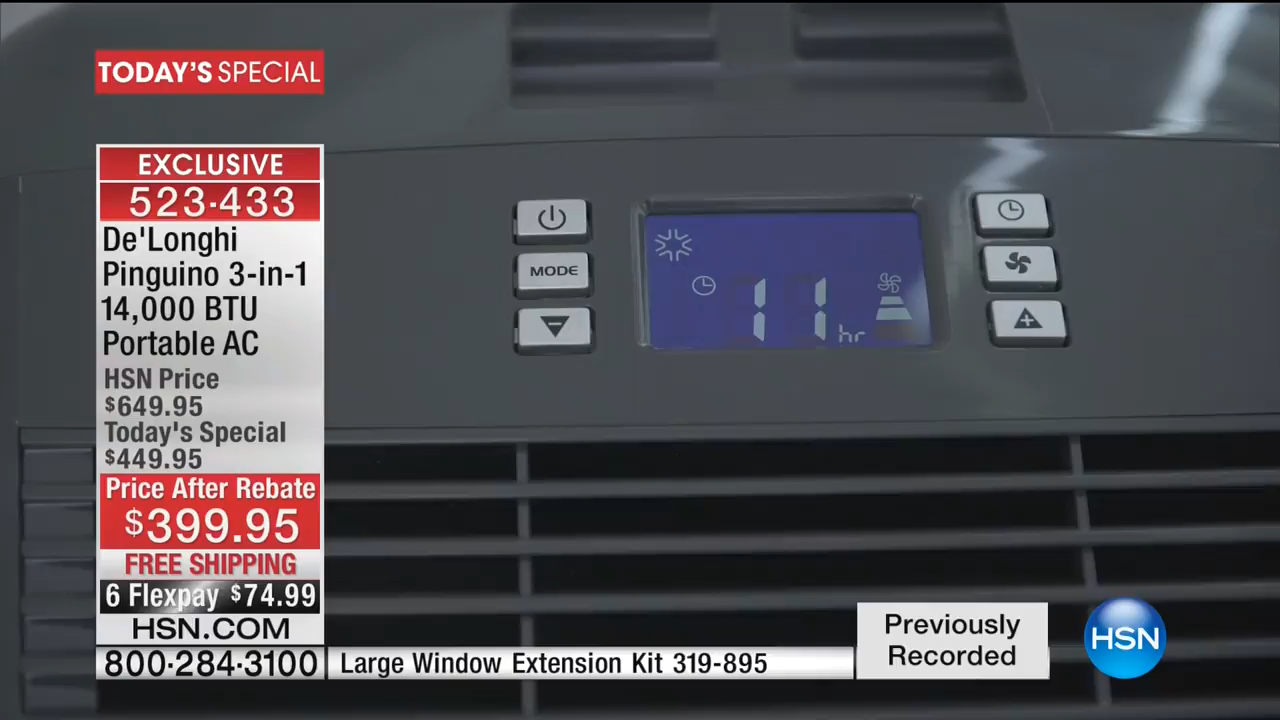 TODAY'S SPECIAL
EXCLUSIVE
523-433
De'Longhi
Pinguino 3-in-1
14,000 BTU
Portable AC
HSN Price
$649.95
Today's Special
$449.95
Price After Rebate
$399.95
FREE SHIPPING
6 Flexpay $74.99
HSN.COM
800-284-3100
Large Window Extension Kit 319-895
MODE
11 hr
Previously
Recorded
HSN